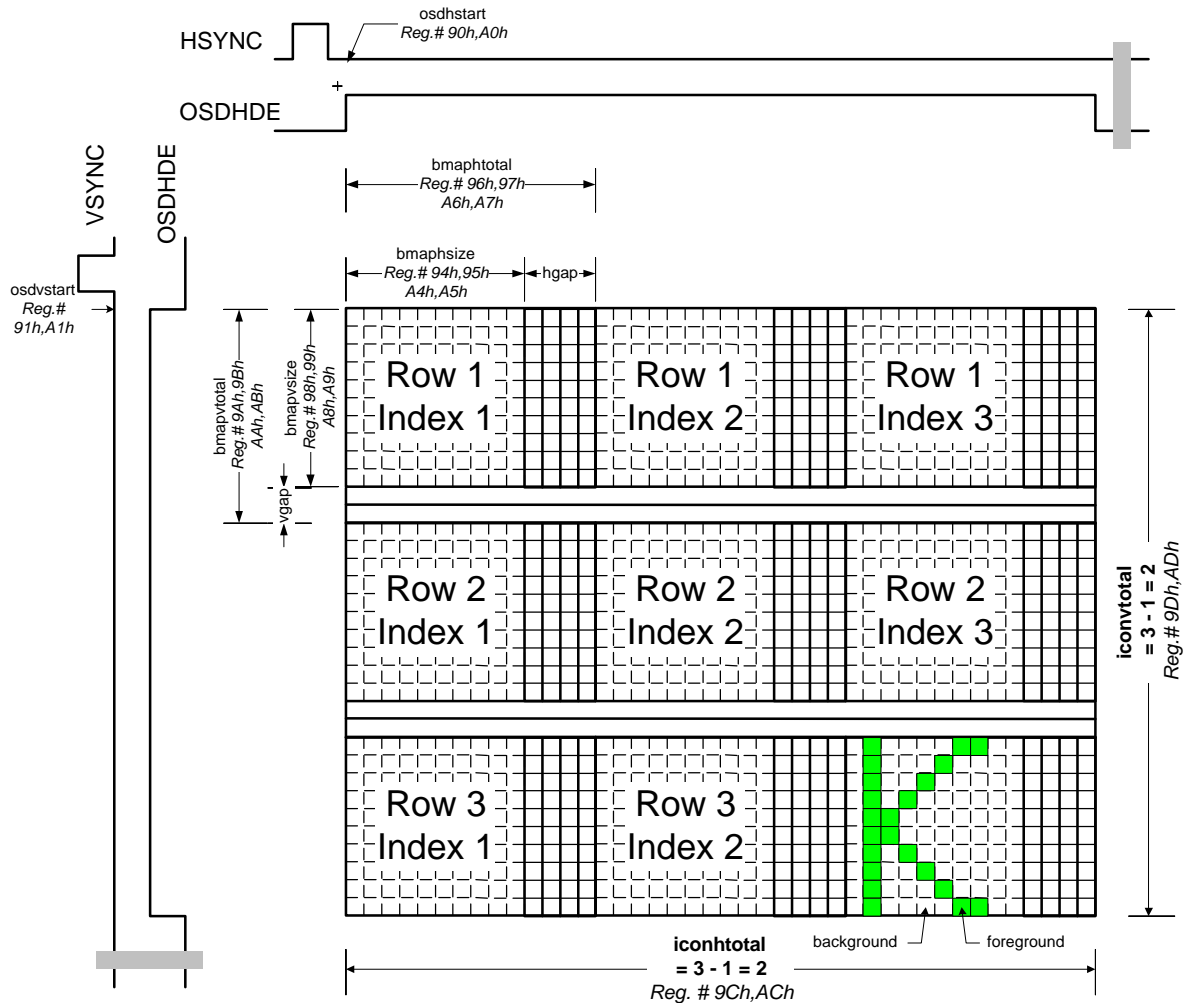 osdhstart
Reg.# 90h,A0h
HSYNC
+
OSDHDE
VSYNC
OSDHDE
bmaphtotal
Reg.# 96h,97h
A6h,A7h
bmaphsize
Reg.# 94h,95h
A4h,A5h
hgap
osdvstart
Reg.#
91h,A1h
bmapvtotal
Reg.# 9Ah,9Bh
AAh,ABh
bmapvsize
Reg.# 98h,99h
A8h,A9h
vgap
Row 1
Index 1
Row 1
Index 2
Row 1
Index 3
Row 2
Index 1
Row 2
Index 2
Row 2
Index 3
Row 3
Index 1
Row 3
Index 2
iconvtotal
= 3 - 1 = 2
Reg.# 9Dh,ADh
background
foreground
iconhtotal
= 3 - 1 = 2
Reg. # 9Ch,ACh